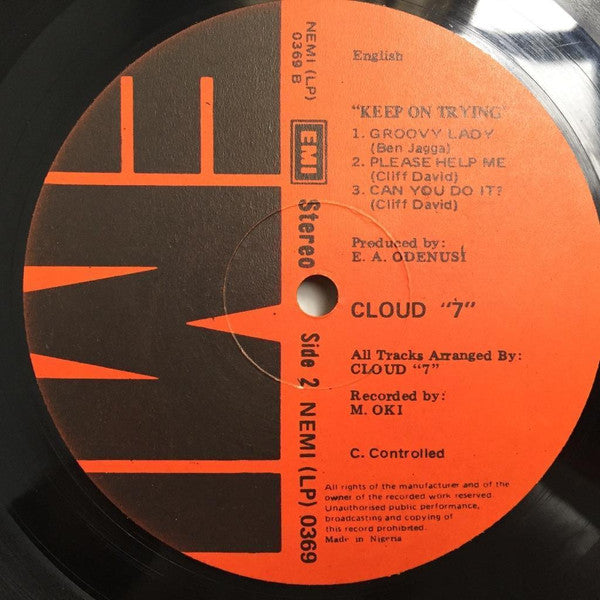 NEMI (LP)
0369 B
English
"KEEP ON TRYING"
1. GROOVY LADY
(Ben Jagga)
2. PLEASE HELP ME
(Cliff David)
3. CAN YOU DO IT?
(Cliff David)
Produced by:
E. A. ODENUSI
CLOUD "7"
All Tracks Arranged By:
CLOUD "7"
Recorded by:
M. OKI
C. Controlled
All rights of the manufacturer and of the
owner of the recorded work reserved.
Unauthorised public performance,
broadcasting and copying of
this record prohibited.
Made in Nigeria
EMI Stereo Side 2 NEMI (LP) 0369
EMI